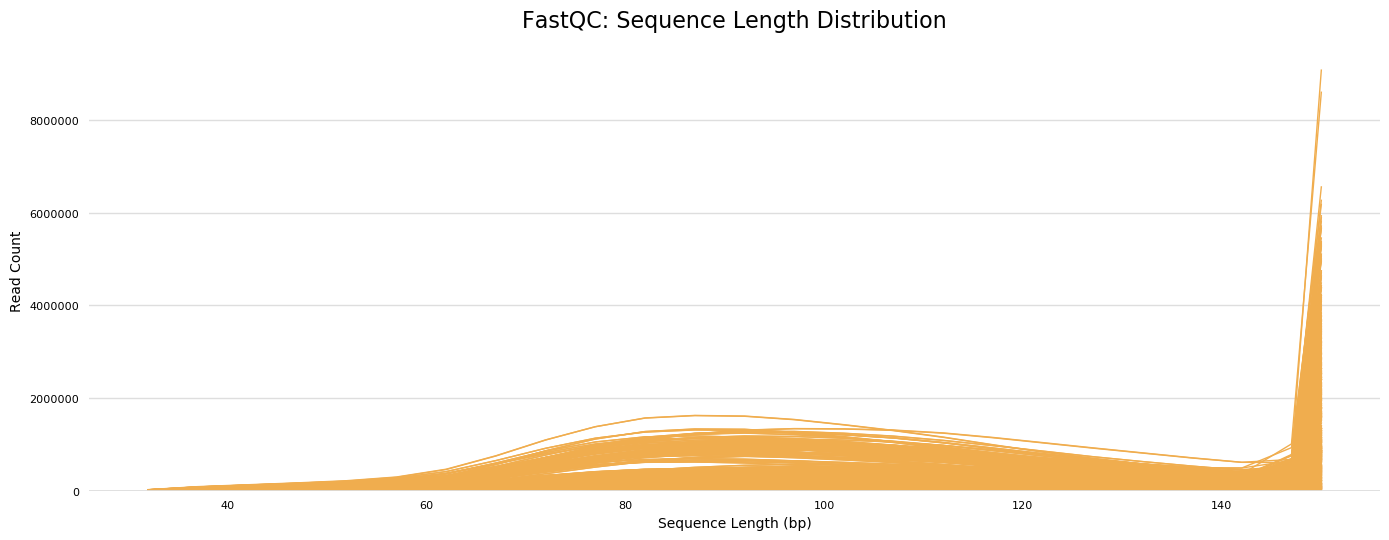 FastQC: Sequence Length Distribution
Read Count
8000000
6000000
4000000
2000000
0
40 60 80 100 120 140
Sequence Length (bp)